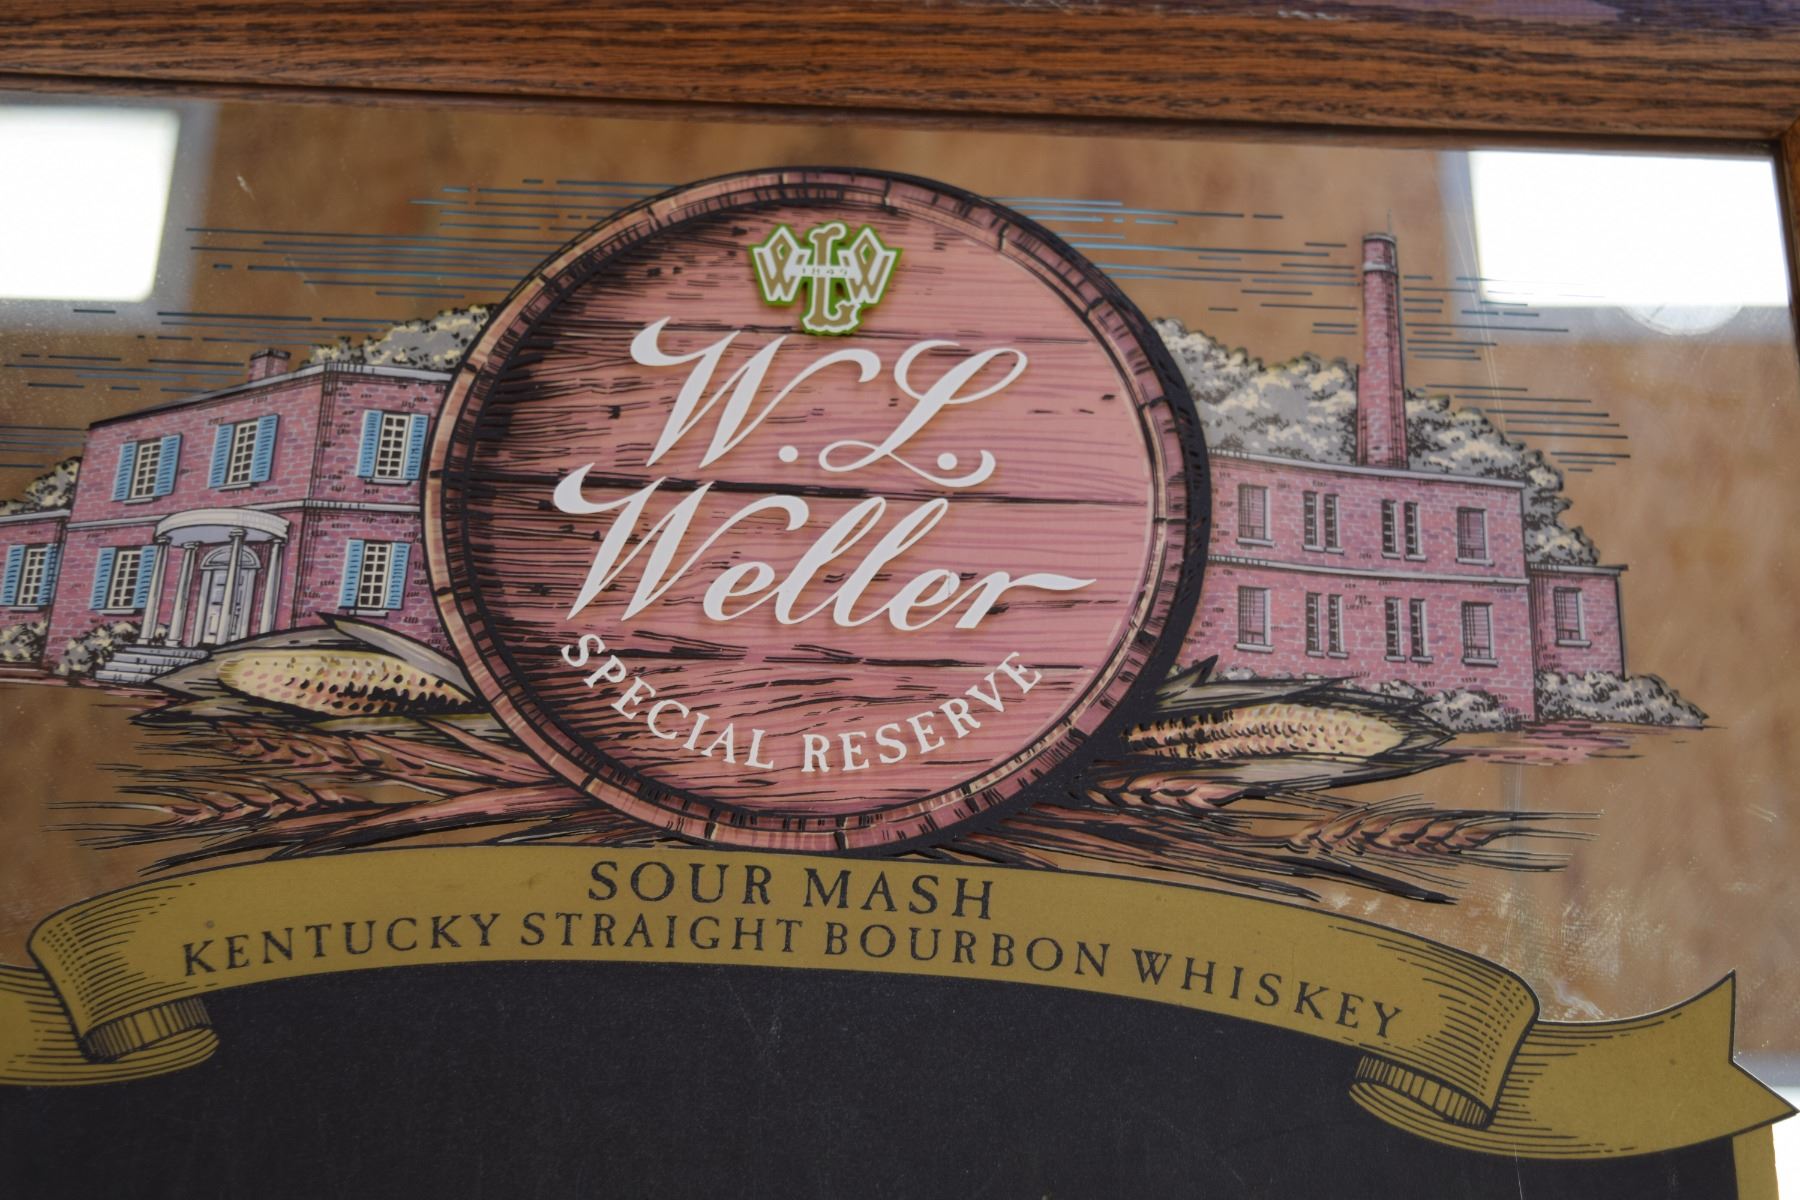 WLW
1849
W. L.
Weller
SPECIAL RESERVE
SOUR MASH
KENTUCKY STRAIGHT BOURBON WHISKEY